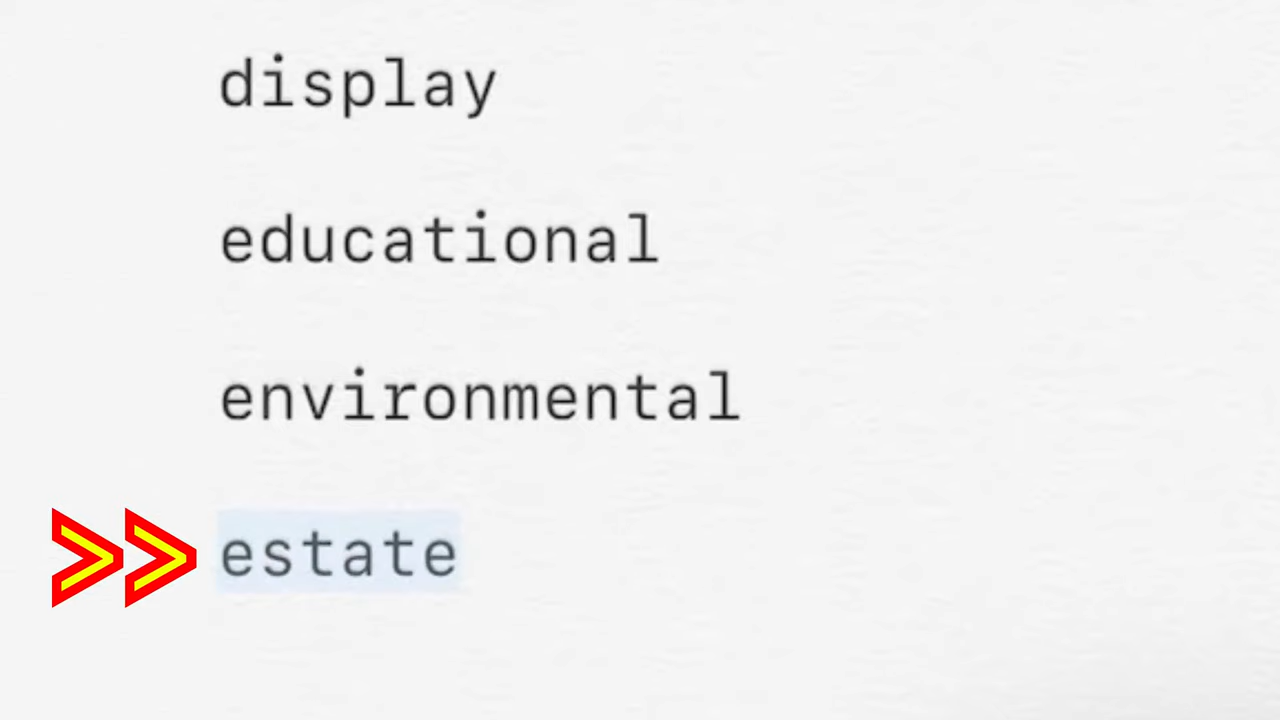 display
educational
environmental
>> estate